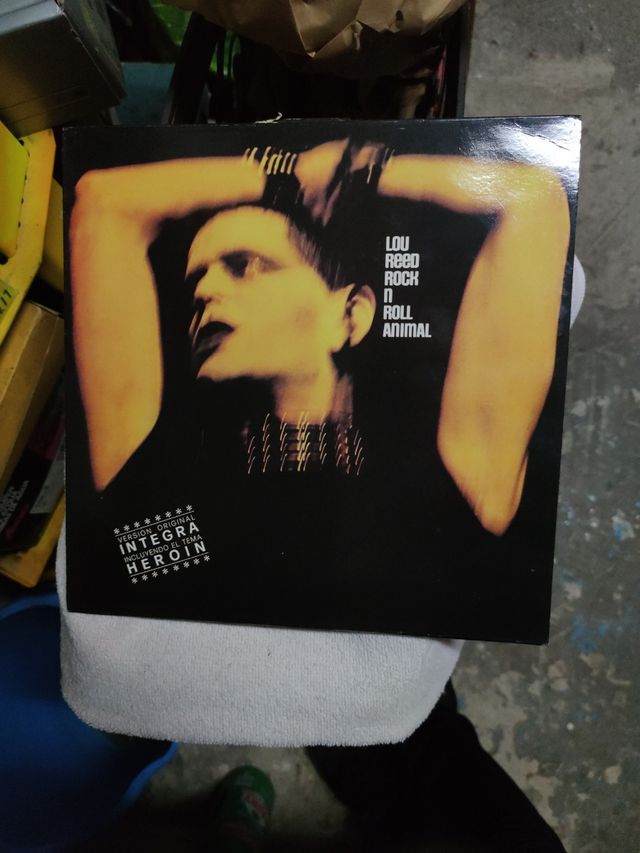 LOU
REED
ROCK
N
ROLL
ANIMAL
VERSION ORIGINAL
INTEGRA
INCLUYENDO EL TEMA
HEROIN